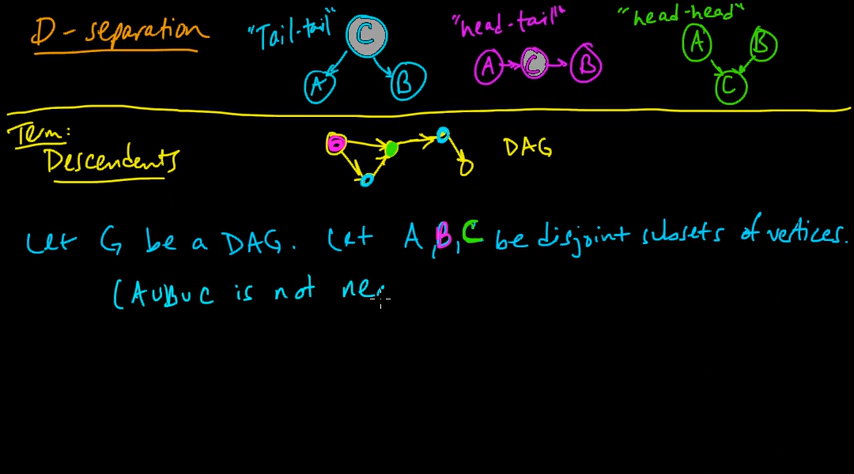 D-separation
"Tail-tail"
C
A B
"head-tail"
A C B
"head-head"
A B
C
Term:
Descendents
DAG
Let G be a DAG. Let A, B, C be disjoint subsets of vertices.
(A∪B∪C is not nec